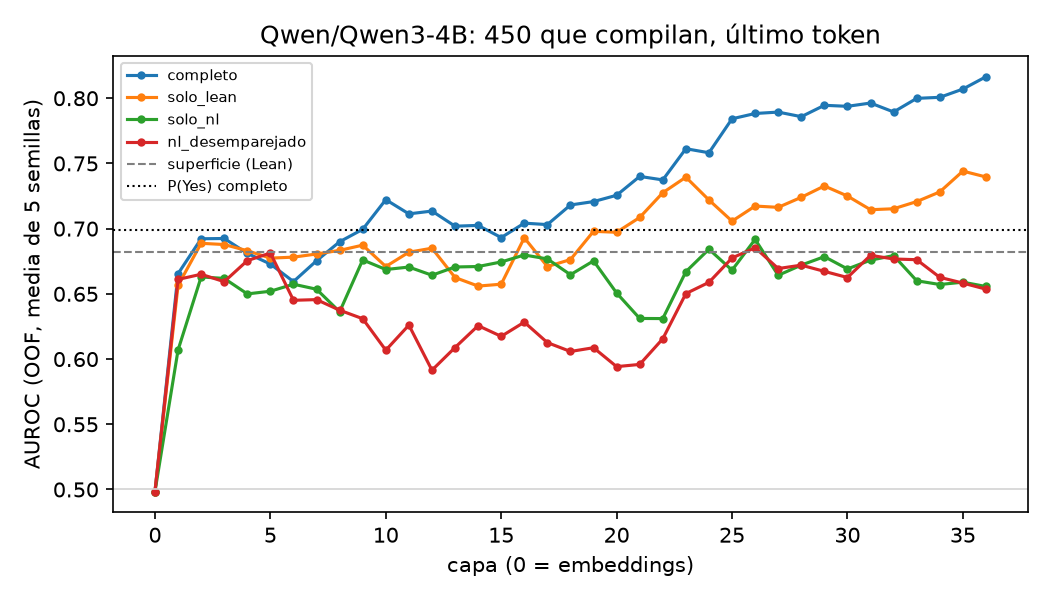 Qwen/Qwen3-4B: 450 que compilan, último token
completo
solo_lean
solo_nl
nl_desemparejado
superficie (Lean)
P(Yes) completo
AUROC (OOF, media de 5 semillas)
0.80
0.75
0.70
0.65
0.60
0.55
0.50
0 5 10 15 20 25 30 35
capa (0 = embeddings)